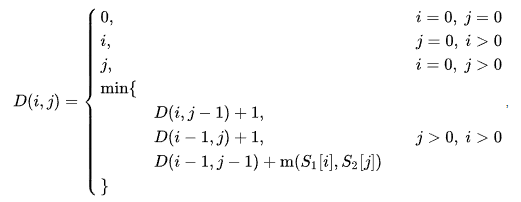 0, i = 0, j = 0
i, j = 0, i > 0
j, i = 0, j > 0
min{
D(i, j − 1) + 1,
D(i, j) = D(i − 1, j) + 1, j > 0, i > 0
D(i − 1, j − 1) + m(S₁[i], S₂[j])
}
,